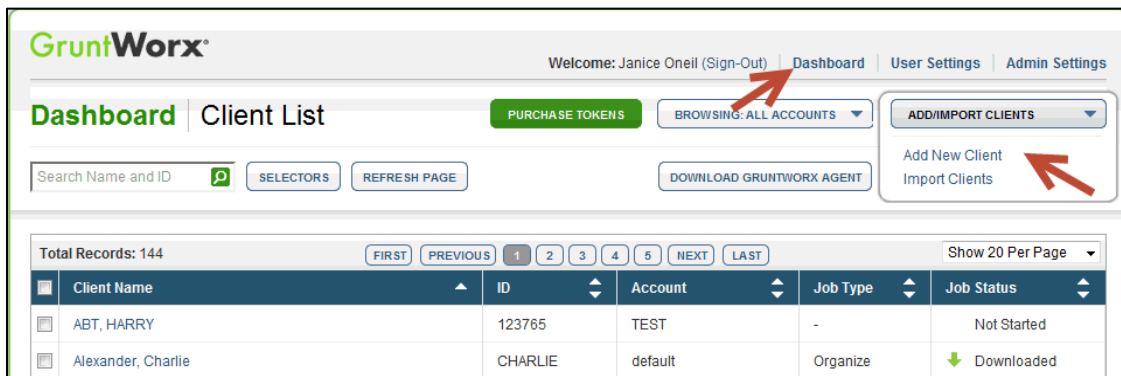 GruntWorx
Welcome: Janice Oneil (Sign-Out) | Dashboard | User Settings | Admin Settings
Dashboard | Client List
PURCHASE TOKENS
BROWSING: ALL ACCOUNTS
ADD/IMPORT CLIENTS
Add New Client
Import Clients
Search Name and ID
SELECTORS
REFRESH PAGE
DOWNLOAD GRUNTWORX AGENT
Total Records: 144
FIRST PREVIOUS 1 2 3 4 5 NEXT LAST
Show 20 Per Page
Client Name ID Account Job Type Job Status
ABT, HARRY 123765 TEST - Not Started
Alexander, Charlie CHARLIE default Organize Downloaded